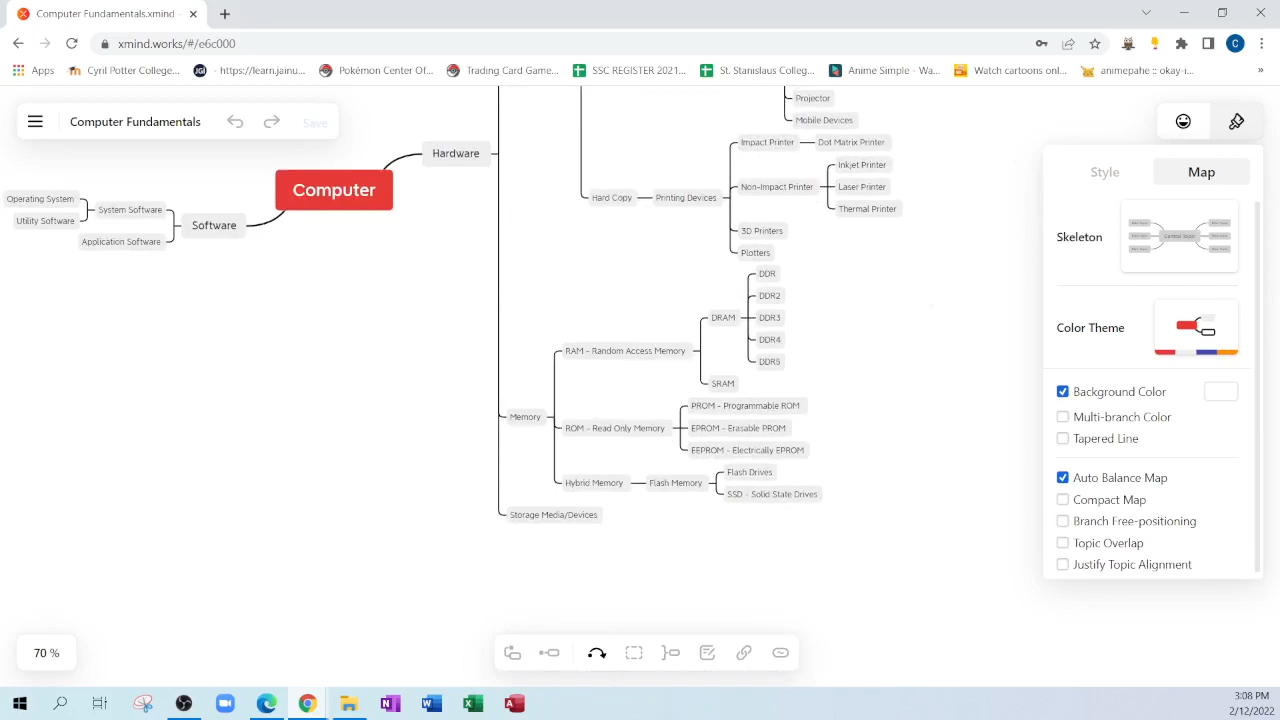 Computer Fundamentals.xmind -
xmind.works/#/e6c000
C
Apps
Cyril Potter College...
JGI
- https://learn.jainu...
Pokémon Center Of...
Trading Card Game...
SSC REGISTER 2021...
St. Stanislaus Colleg...
Anime Simple - Wa...
Watch cartoons onl...
animepahe :: okay-i...
»
Computer Fundamentals
Save
Style
Map
Skeleton
Central Topic
Color Theme
Background Color
Multi-branch Color
Tapered Line
Auto Balance Map
Compact Map
Branch Free-positioning
Topic Overlap
Justify Topic Alignment
Computer
Software
System Software
Operating System
Utility Software
Application Software
Hardware
Projector
Mobile Devices
Hard Copy
Printing Devices
Impact Printer
Dot Matrix Printer
Non-Impact Printer
Inkjet Printer
Laser Printer
Thermal Printer
3D Printers
Plotters
Memory
RAM - Random Access Memory
DRAM
DDR
DDR2
DDR3
DDR4
DDR5
SRAM
ROM - Read Only Memory
PROM - Programmable ROM
EPROM - Erasable PROM
EEPROM - Electrically EPROM
Hybrid Memory
Flash Memory
Flash Drives
SSD - Solid State Drives
Storage Media/Devices
70 %
3:08 PM
2/12/2022